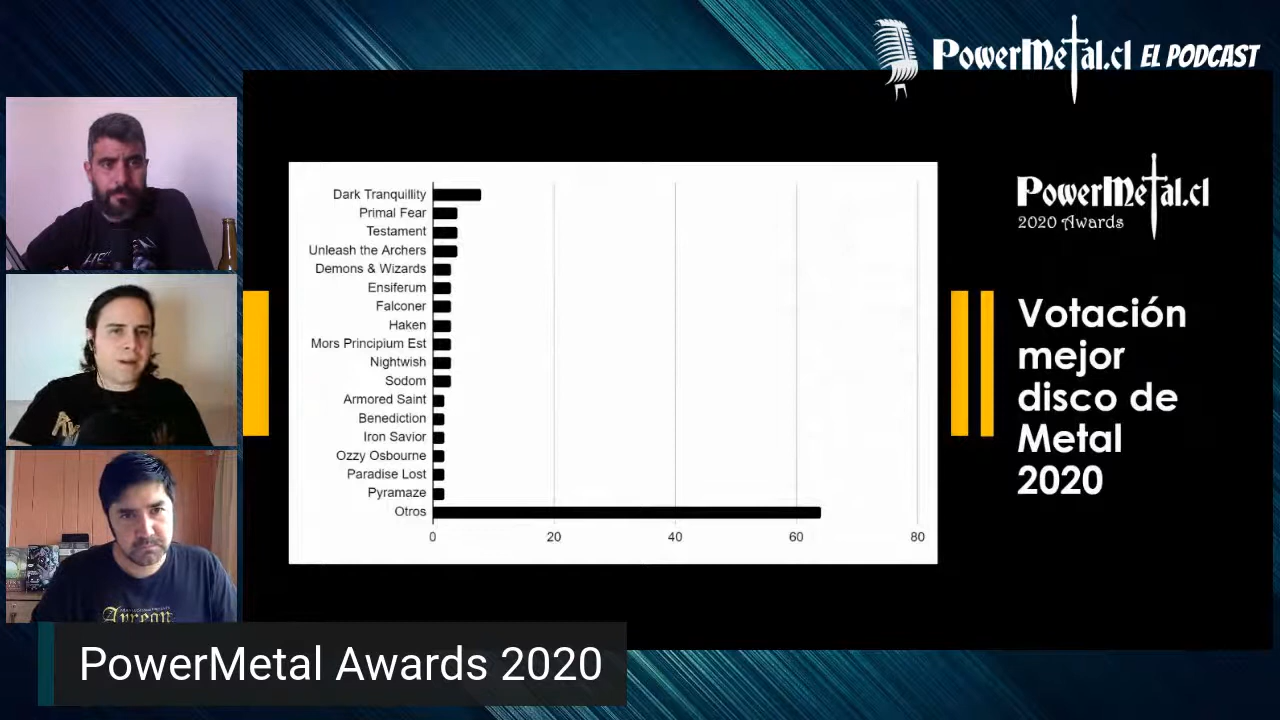 PowerMetal.cl EL PODCAST
PowerMetal.cl
2020 Awards
Dark Tranquillity
Primal Fear
Testament
Unleash the Archers
Demons & Wizards
Ensiferum
Falconer
Haken
Mors Principium Est
Nightwish
Sodom
Armored Saint
Benediction
Iron Savior
Ozzy Osbourne
Paradise Lost
Pyramaze
Otros
0 20 40 60 80
Votación
mejor
disco de
Metal
2020
Ayreon
PowerMetal Awards 2020